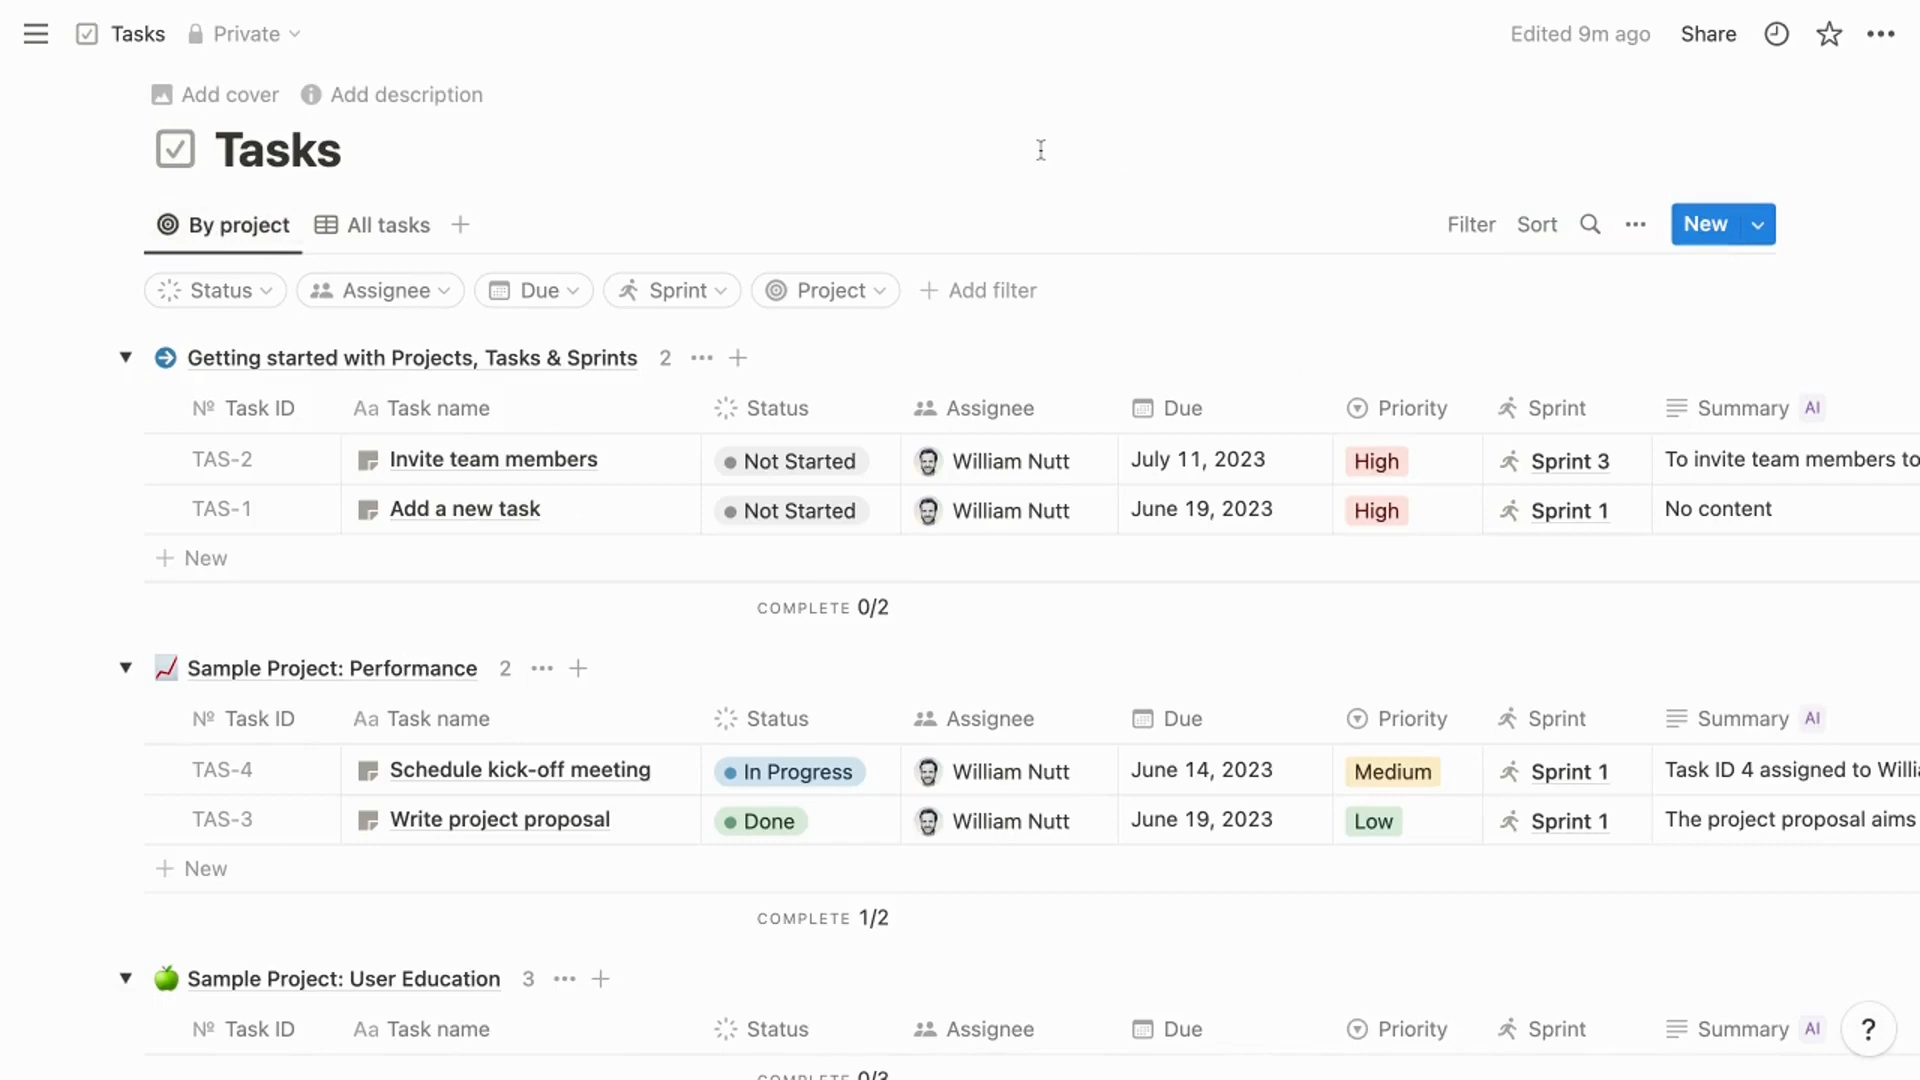 Tasks Private Edited 9m ago Share
Add cover Add description
Tasks
By project All tasks Filter Sort New
Status Assignee Due Sprint Project Add filter
Getting started with Projects, Tasks & Sprints 2
Nº Task ID Aa Task name Status Assignee Due Priority Sprint Summary AI
TAS-2 Invite team members Not Started William Nutt July 11, 2023 High Sprint 3 To invite team members to
TAS-1 Add a new task Not Started William Nutt June 19, 2023 High Sprint 1 No content
New
COMPLETE 0/2
Sample Project: Performance 2
Nº Task ID Aa Task name Status Assignee Due Priority Sprint Summary AI
TAS-4 Schedule kick-off meeting In Progress William Nutt June 14, 2023 Medium Sprint 1 Task ID 4 assigned to Willia
TAS-3 Write project proposal Done William Nutt June 19, 2023 Low Sprint 1 The project proposal aims
New
COMPLETE 1/2
Sample Project: User Education 3
Nº Task ID Aa Task name Status Assignee Due Priority Sprint Summary AI
?
COMPLETE 0/3